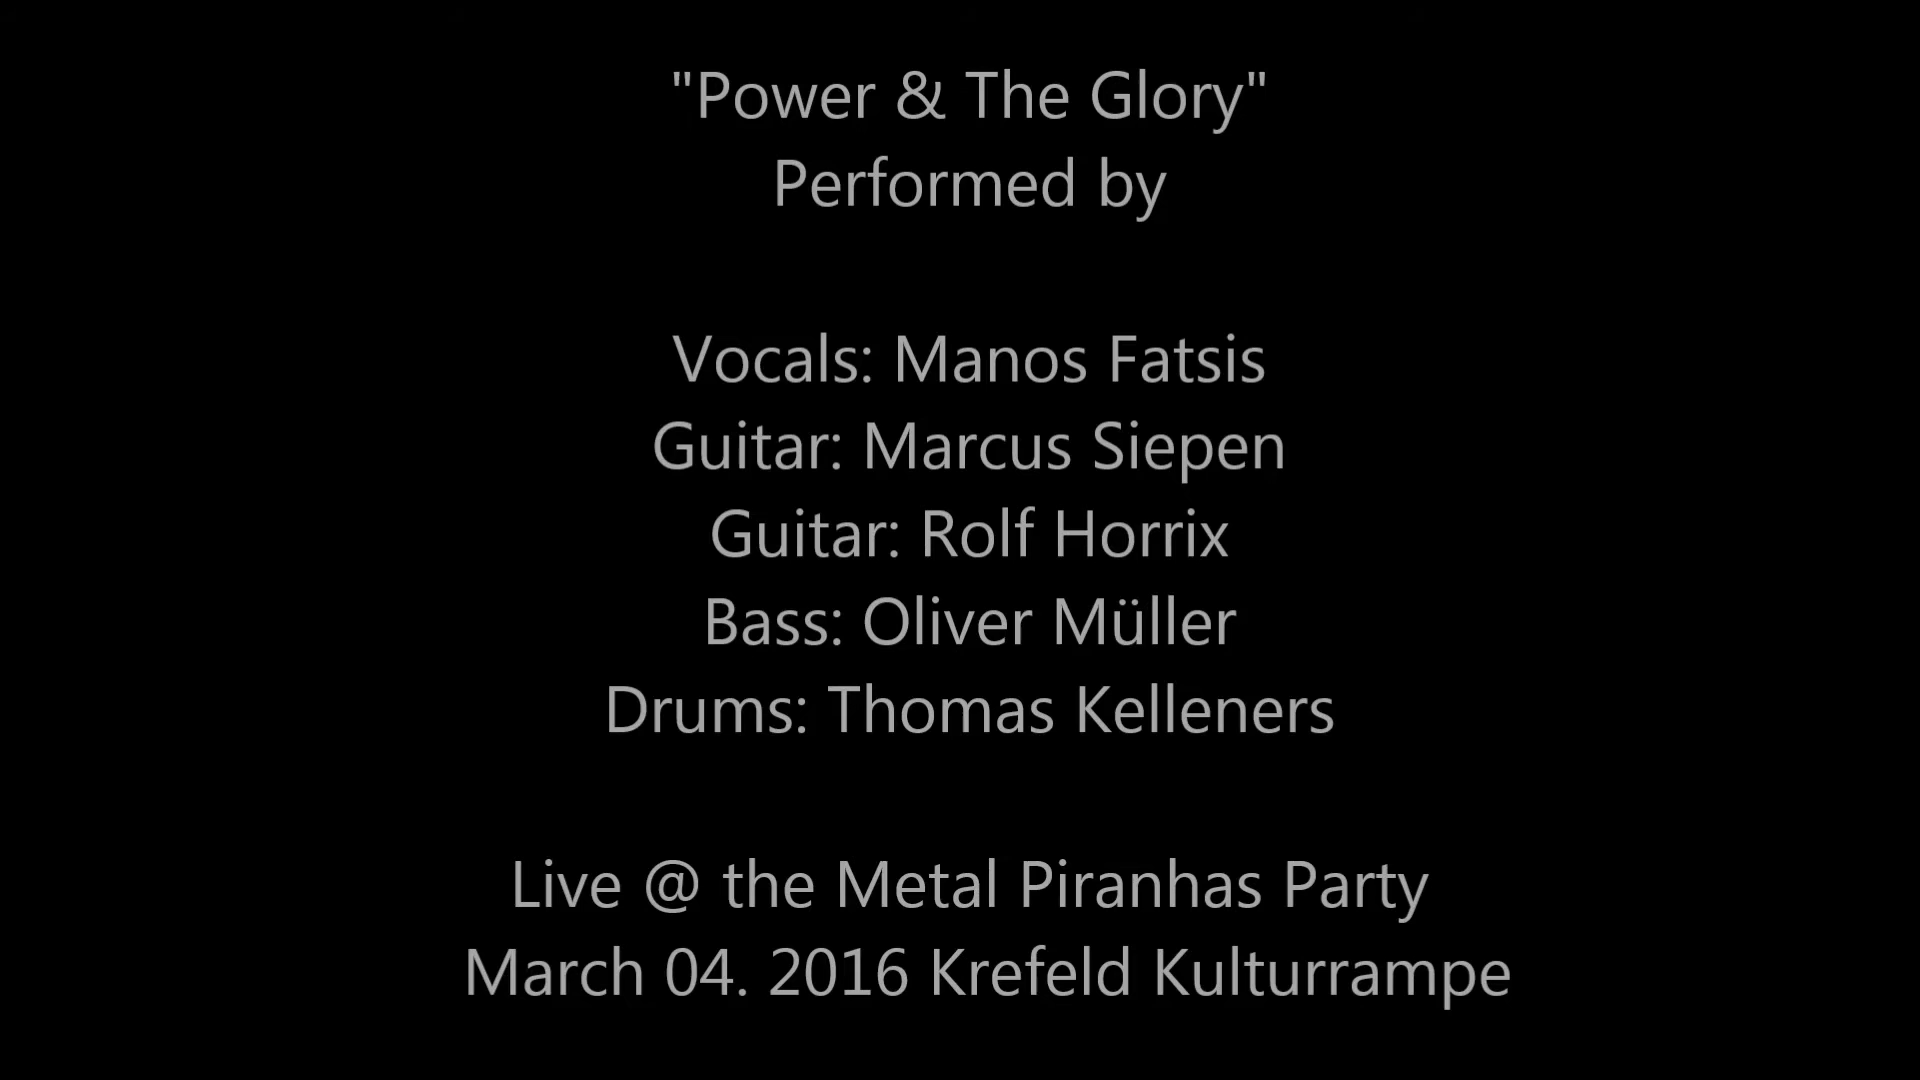 "Power & The Glory"
Performed by
Vocals: Manos Fatsis
Guitar: Marcus Siepen
Guitar: Rolf Horrix
Bass: Oliver Müller
Drums: Thomas Kelleners
Live @ the Metal Piranhas Party
March 04. 2016 Krefeld Kulturrampe